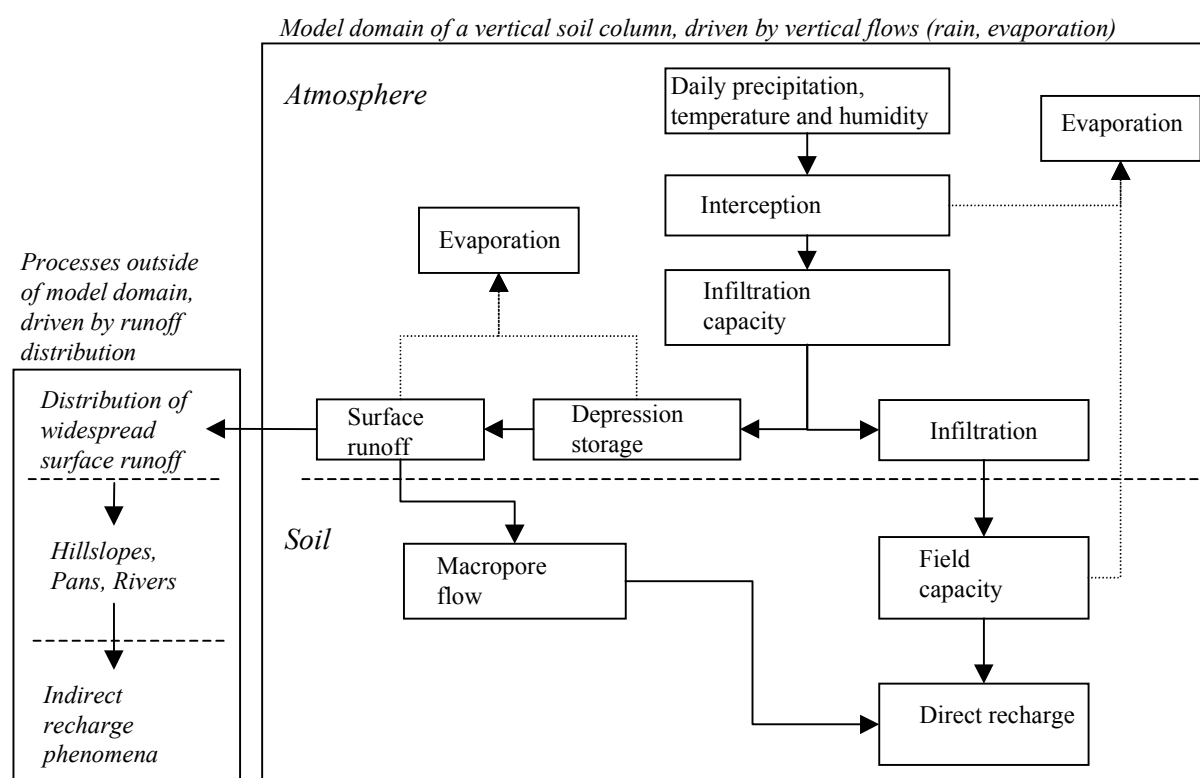 Model domain of a vertical soil column, driven by vertical flows (rain, evaporation)
Atmosphere
Daily precipitation,
temperature and humidity
Evaporation
Interception
Evaporation
Infiltration
capacity
Processes outside
of model domain,
driven by runoff
distribution
Distribution of
widespread
surface runoff
Surface
runoff
Depression
storage
Infiltration
Soil
Hillslopes,
Pans, Rivers
Macropore
flow
Field
capacity
Indirect
recharge
phenomena
Direct recharge